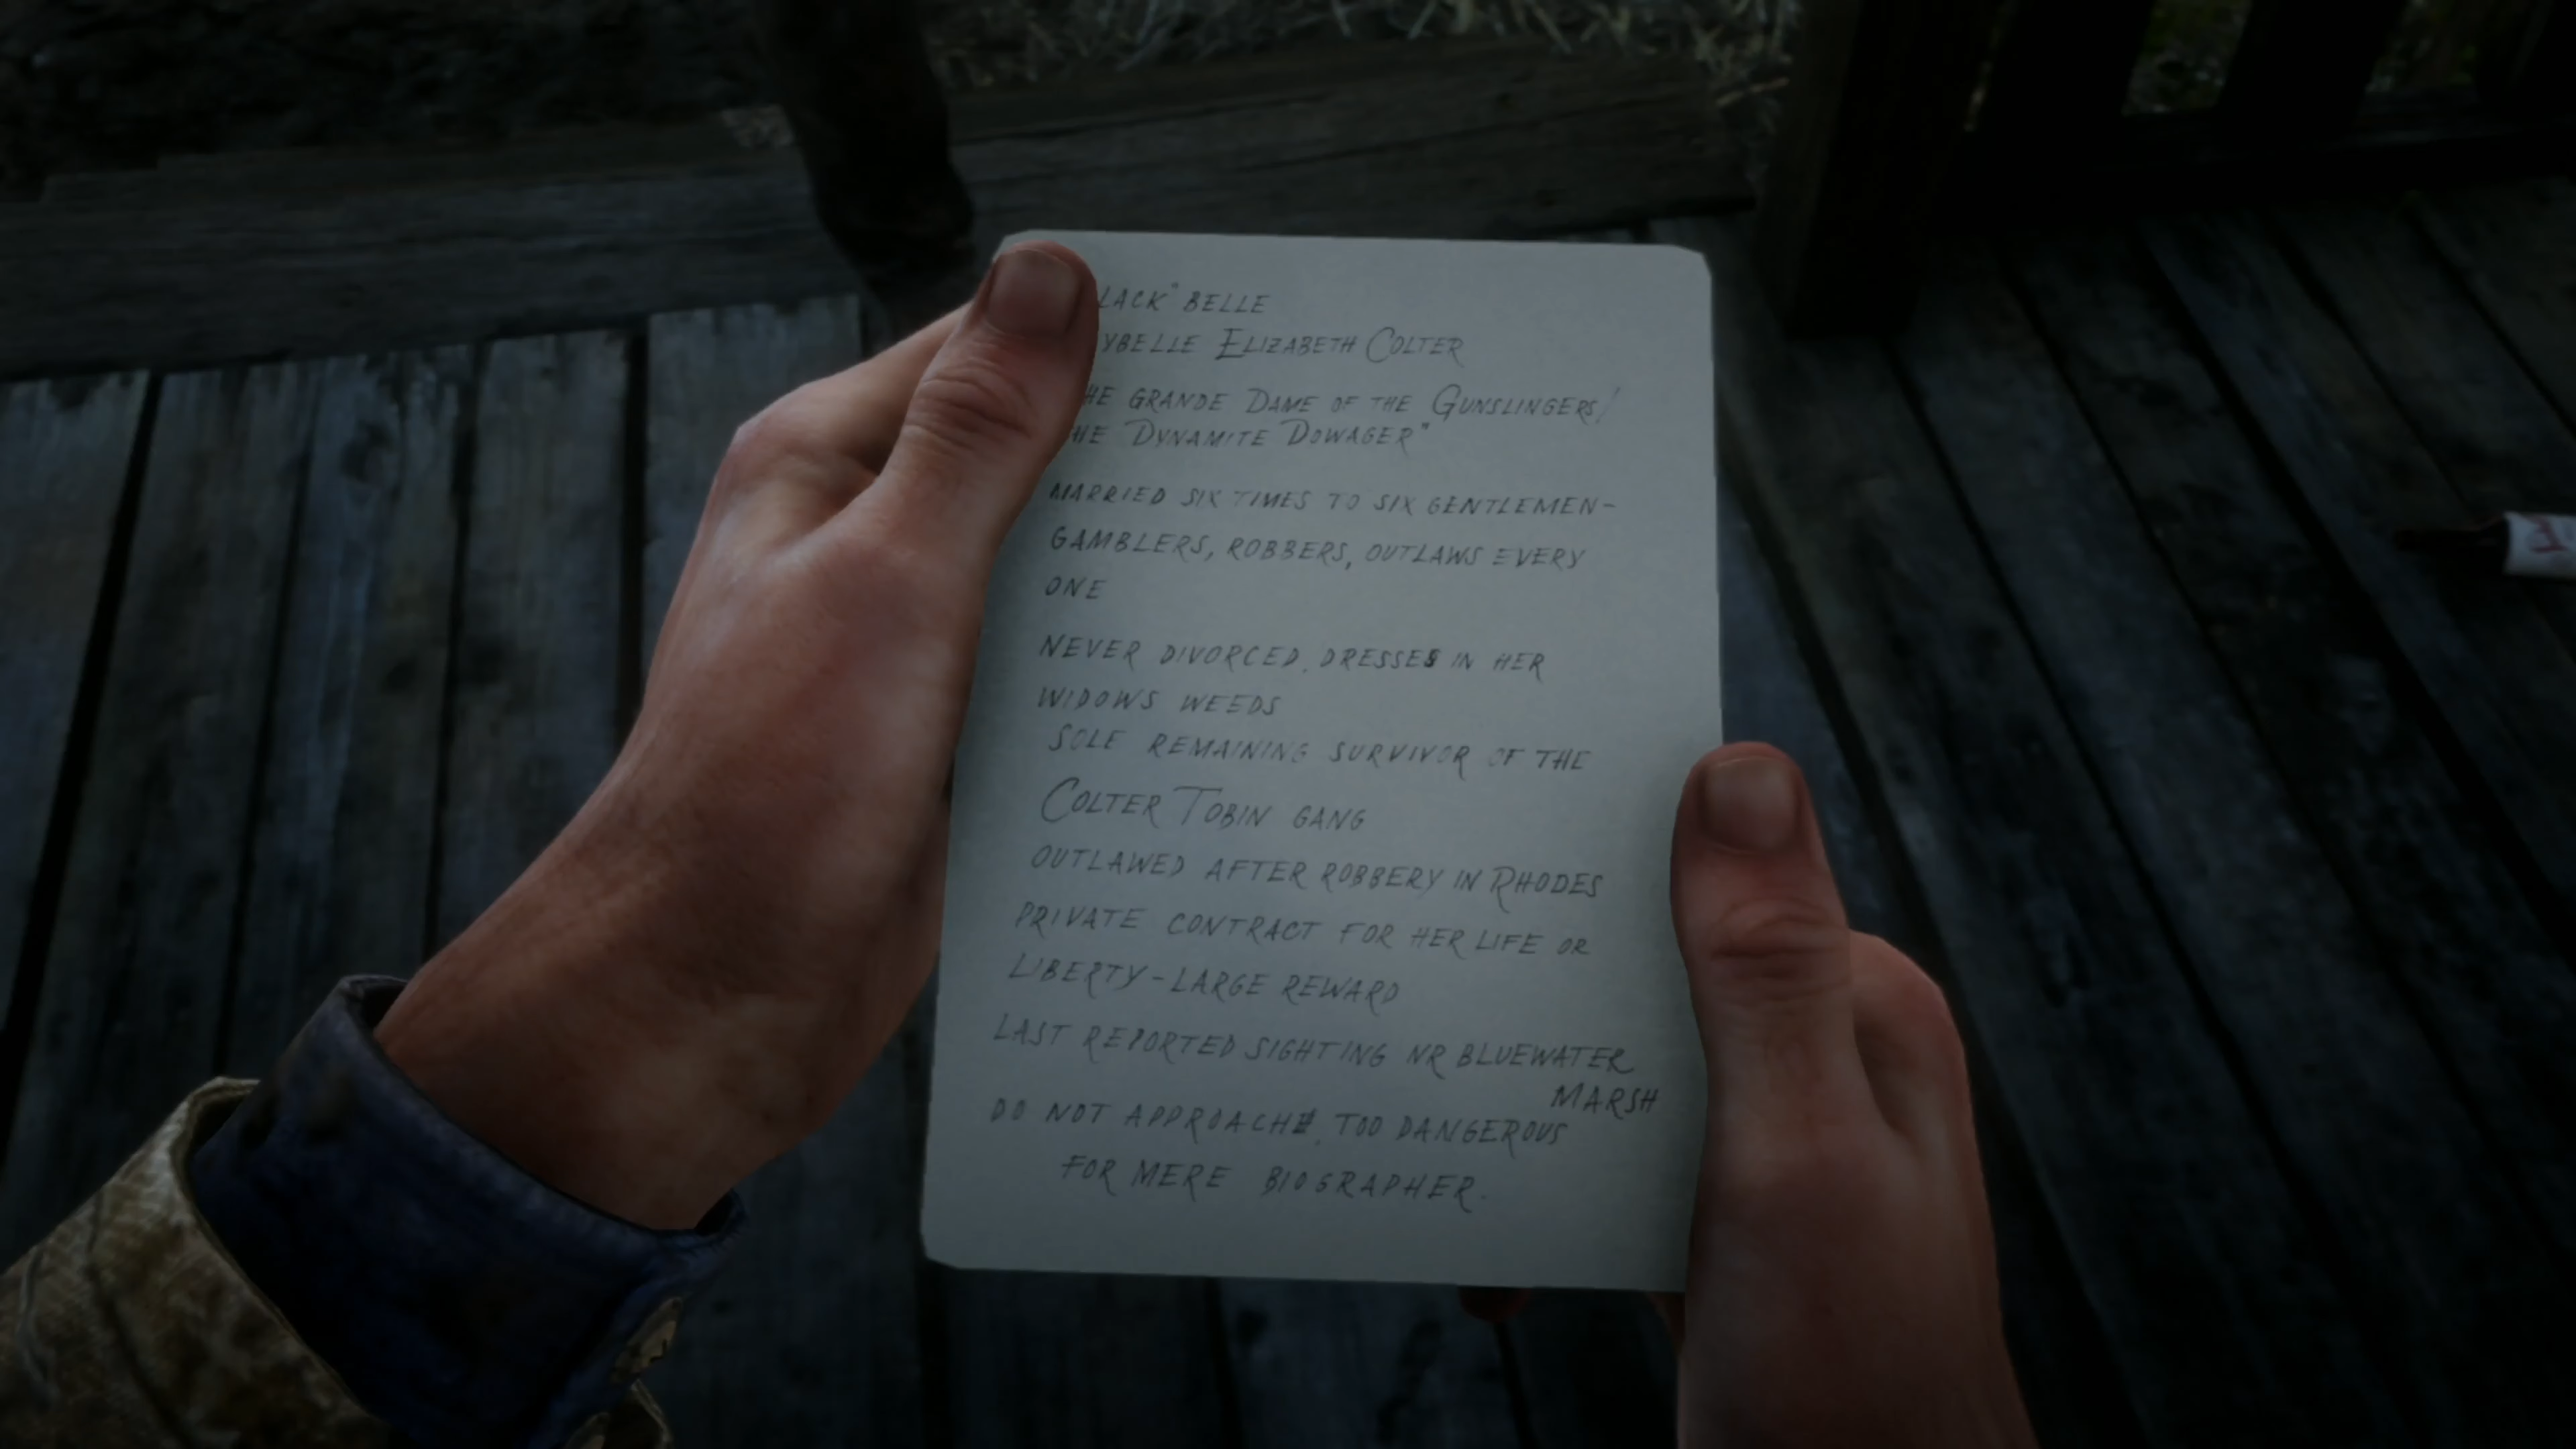 LACK" BELLE
YBELLE ELIZABETH COLTER
HE GRANDE DAME OF THE GUNSLINGERS/
HE DYNAMITE DOWAGER"
MARRIED SIX TIMES TO SIX GENTLEMEN-
GAMBLERS, ROBBERS, OUTLAWS EVERY
ONE
NEVER DIVORCED. DRESSES IN HER
WIDOWS WEEDS
SOLE REMAINING SURVIVOR OF THE
COLTER TOBIN GANG
OUTLAWED AFTER ROBBERY IN RHODES
PRIVATE CONTRACT FOR HER LIFE OR
LIBERTY-LARGE REWARD
LAST REPORTED SIGHTING NR BLUEWATER
MARSH
DO NOT APPROACH. TOO DANGEROUS
FOR MERE BIOGRAPHER.